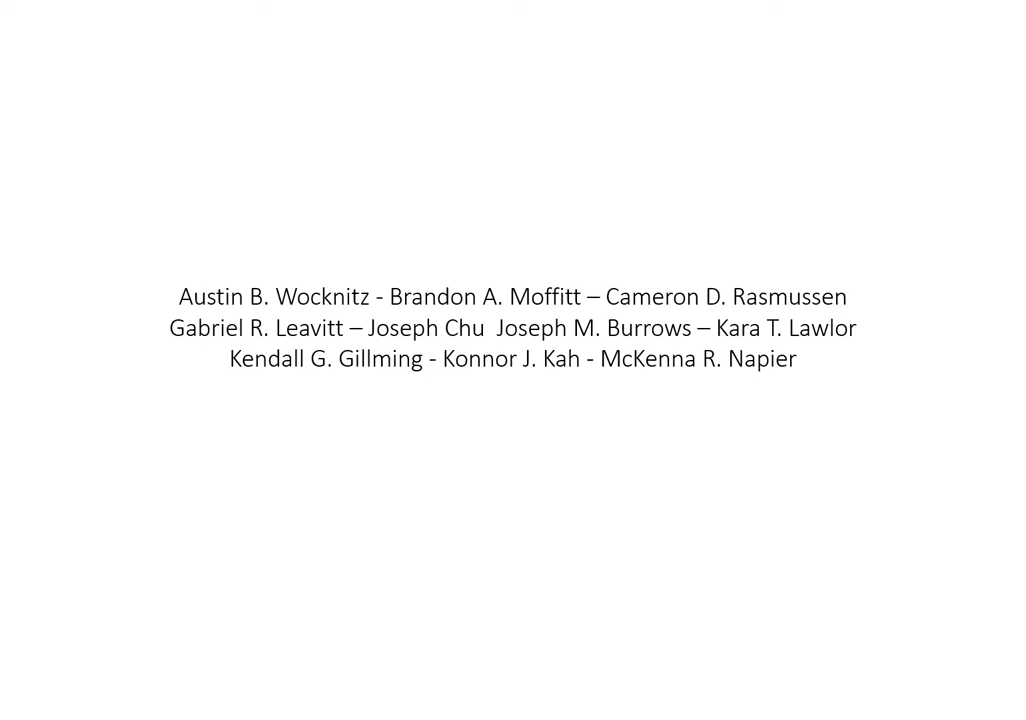 Austin B. Wocknitz - Brandon A. Moffitt – Cameron D. Rasmussen
Gabriel R. Leavitt – Joseph Chu  Joseph M. Burrows – Kara T. Lawlor
Kendall G. Gillming - Konnor J. Kah - McKenna R. Napier